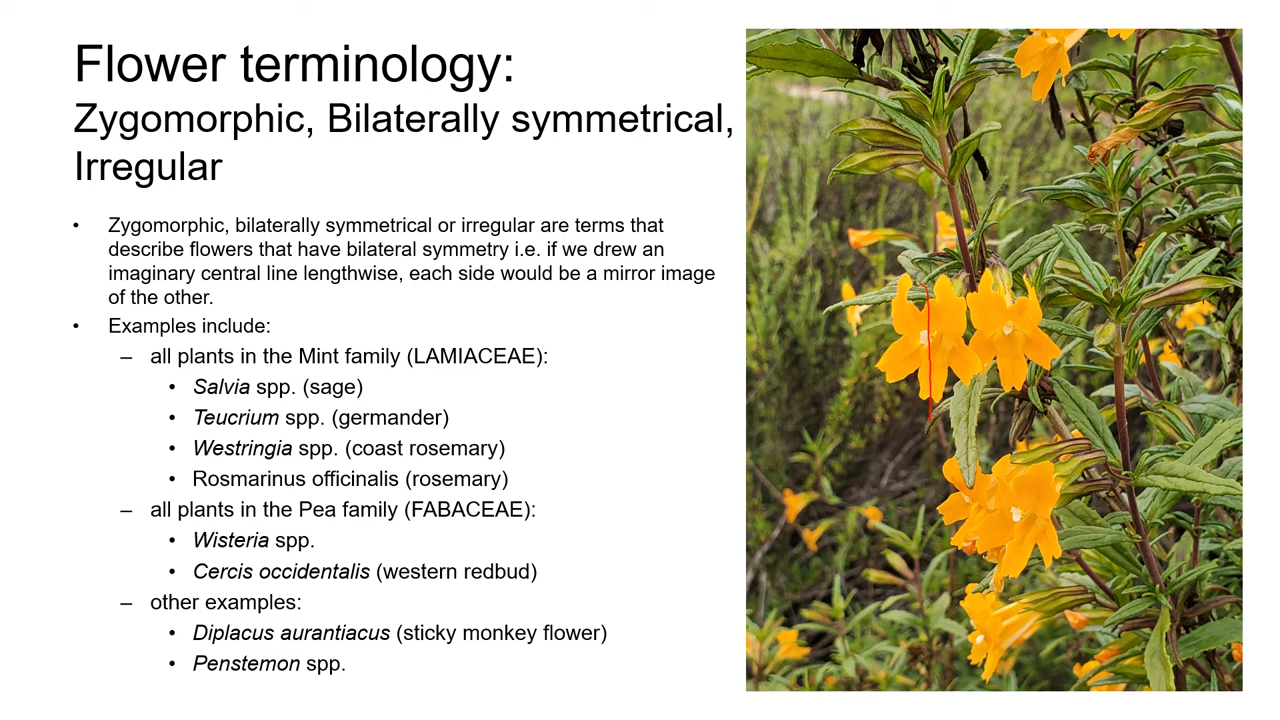 Flower terminology:
Zygomorphic, Bilaterally symmetrical,
Irregular
• Zygomorphic, bilaterally symmetrical or irregular are terms that
describe flowers that have bilateral symmetry i.e. if we drew an
imaginary central line lengthwise, each side would be a mirror image
of the other.
• Examples include:
– all plants in the Mint family (LAMIACEAE):
• Salvia spp. (sage)
• Teucrium spp. (germander)
• Westringia spp. (coast rosemary)
• Rosmarinus officinalis (rosemary)
– all plants in the Pea family (FABACEAE):
• Wisteria spp.
• Cercis occidentalis (western redbud)
– other examples:
• Diplacus aurantiacus (sticky monkey flower)
• Penstemon spp.